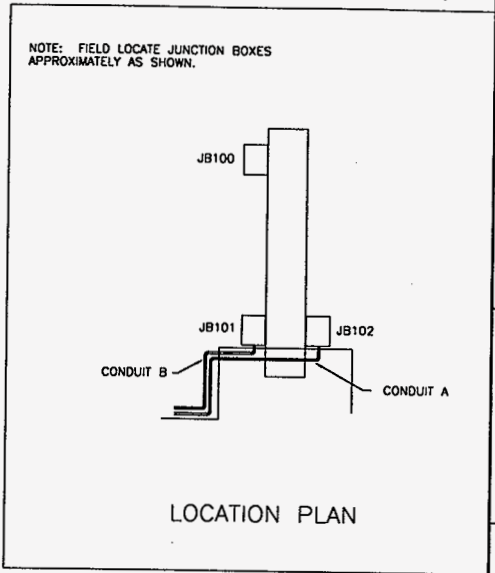 NOTE: FIELD LOCATE JUNCTION BOXES
APPROXIMATELY AS SHOWN.
JB100
JB101
JB102
CONDUIT B
CONDUIT A
LOCATION PLAN